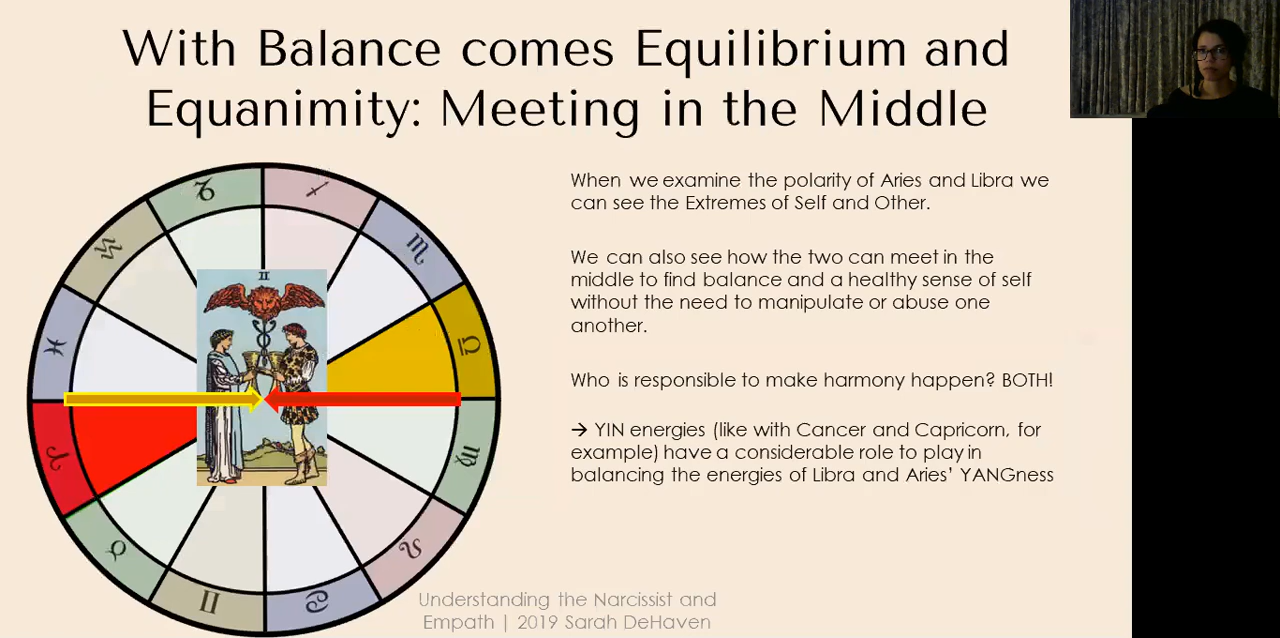 With Balance comes Equilibrium and
Equanimity: Meeting in the Middle
When we examine the polarity of Aries and Libra we
can see the Extremes of Self and Other.
We can also see how the two can meet in the
middle to find balance and a healthy sense of self
without the need to manipulate or abuse one
another.
Who is responsible to make harmony happen? BOTH!
→ YIN energies (like with Cancer and Capricorn, for
example) have a considerable role to play in
balancing the energies of Libra and Aries' YANGness
♑ ♐
♒ ♏
II
♓ ♎
♈ ♍
♉ ♌
♊ ♋
Understanding the Narcissist and
Empath | 2019 Sarah DeHaven